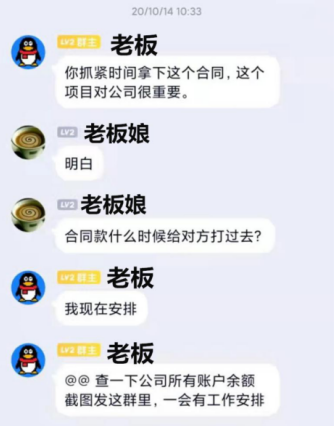 20/10/14 10:33
LV2 群主 老板
你抓紧时间拿下这个合同，这个
项目对公司很重要。
LV2 老板娘
明白
LV2 老板娘
合同款什么时候给对方打过去？
LV2 群主 老板
我现在安排
LV2 群主 老板
@@ 查一下公司所有账户余额
截图发这群里，一会有工作安排